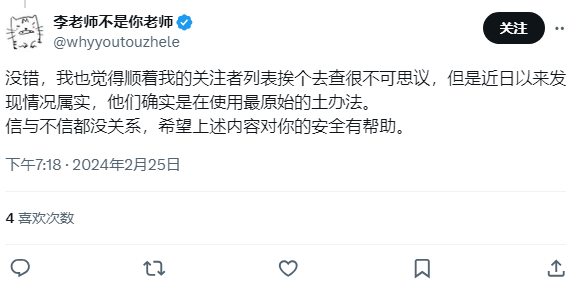 李老师不是你老师
@whyyoutouzhele
关注
没错，我也觉得顺着我的关注者列表挨个去查很不可思议，但是近日以来发
现情况属实，他们确实是在使用最原始的土办法。
信与不信都没关系，希望上述内容对你的安全有帮助。
下午7:18 · 2024年2月25日
4 喜欢次数